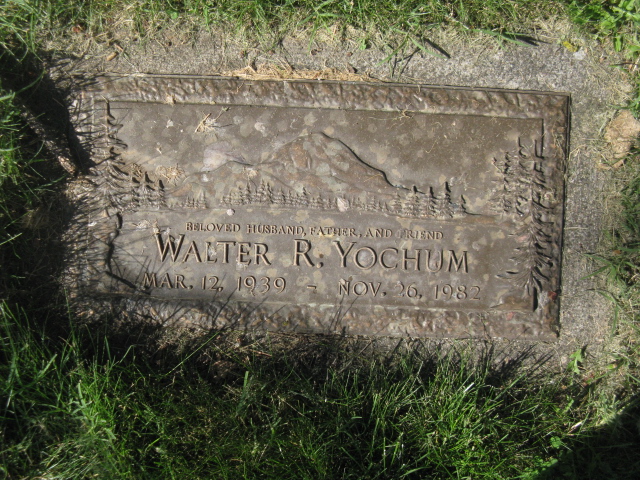 BELOVED HUSBAND, FATHER, AND FRIEND
WALTER R. YOCHUM
MAR. 12, 1939 - NOV. 26, 1982